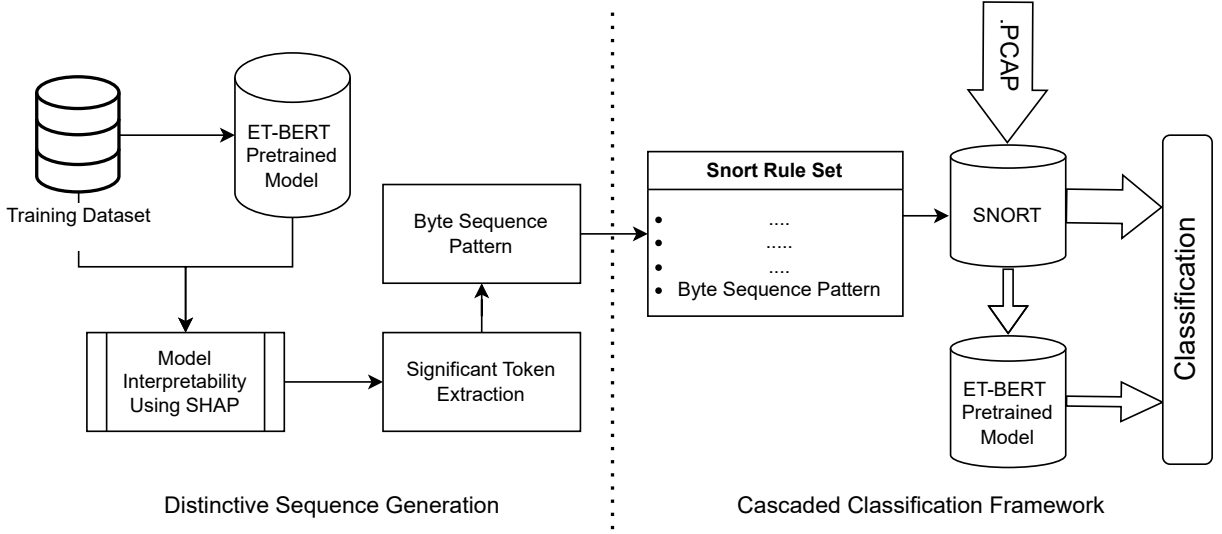 Training Dataset
ET-BERT
Pretrained
Model
Model
Interpretability
Using SHAP
Significant Token
Extraction
Byte Sequence
Pattern
Distinctive Sequence Generation
.PCAP
Snort Rule Set
• ....
• .....
• ....
• Byte Sequence Pattern
SNORT
ET-BERT
Pretrained
Model
Classification
Cascaded Classification Framework